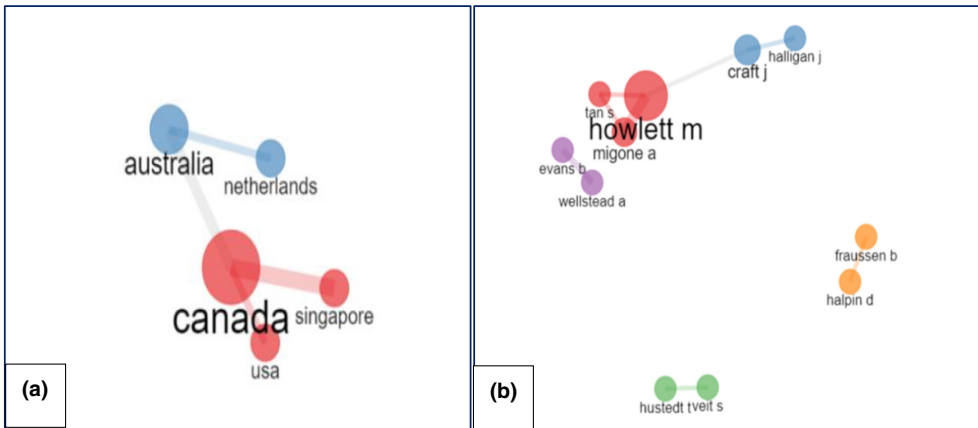 australia
netherlands
canada
singapore
usa
(a)
halligan j
craft j
tan s
howlett m
migone a
evans b
wellstead a
fraussen b
halpin d
hustedt t
veit s
(b)